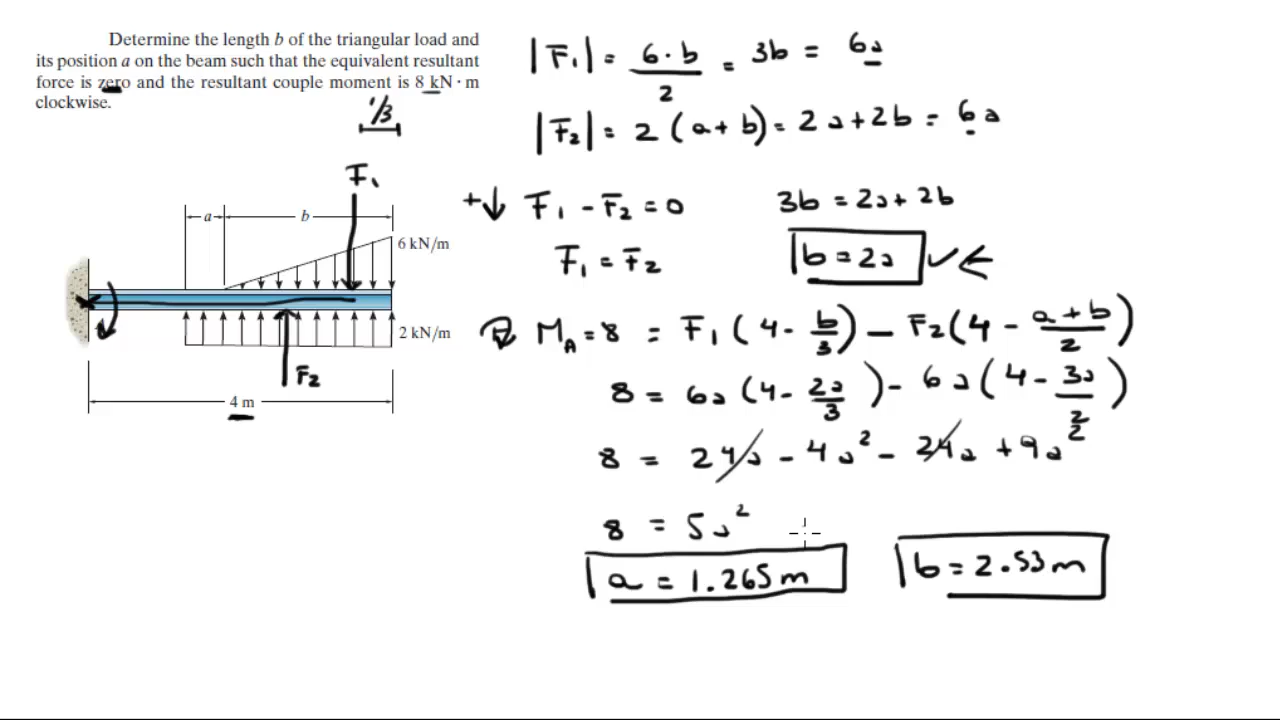 Determine the length b of the triangular load and
its position a on the beam such that the equivalent resultant
force is zero and the resultant couple moment is 8 kN · m
clockwise.
1/3
F₁
a
b
6 kN/m
2 kN/m
F₂
4 m
|F₁| = 6 · b / 2 = 3b = 6a
|F₂| = 2 (a + b) = 2a + 2b = 6a
+↓ F₁ - F₂ = 0
3b = 2a + 2b
F₁ = F₂
b = 2a ✓ ←
↻ M_A = 8 = F₁ (4 - b/3) - F₂ (4 - (a + b)/2)
8 = 6a (4 - 2a/3) - 6a (4 - 3a/2)
2
8 = 24a - 4a² - 24a + 9a²
8 = 5a²
a = 1.265 m
b = 2.53 m